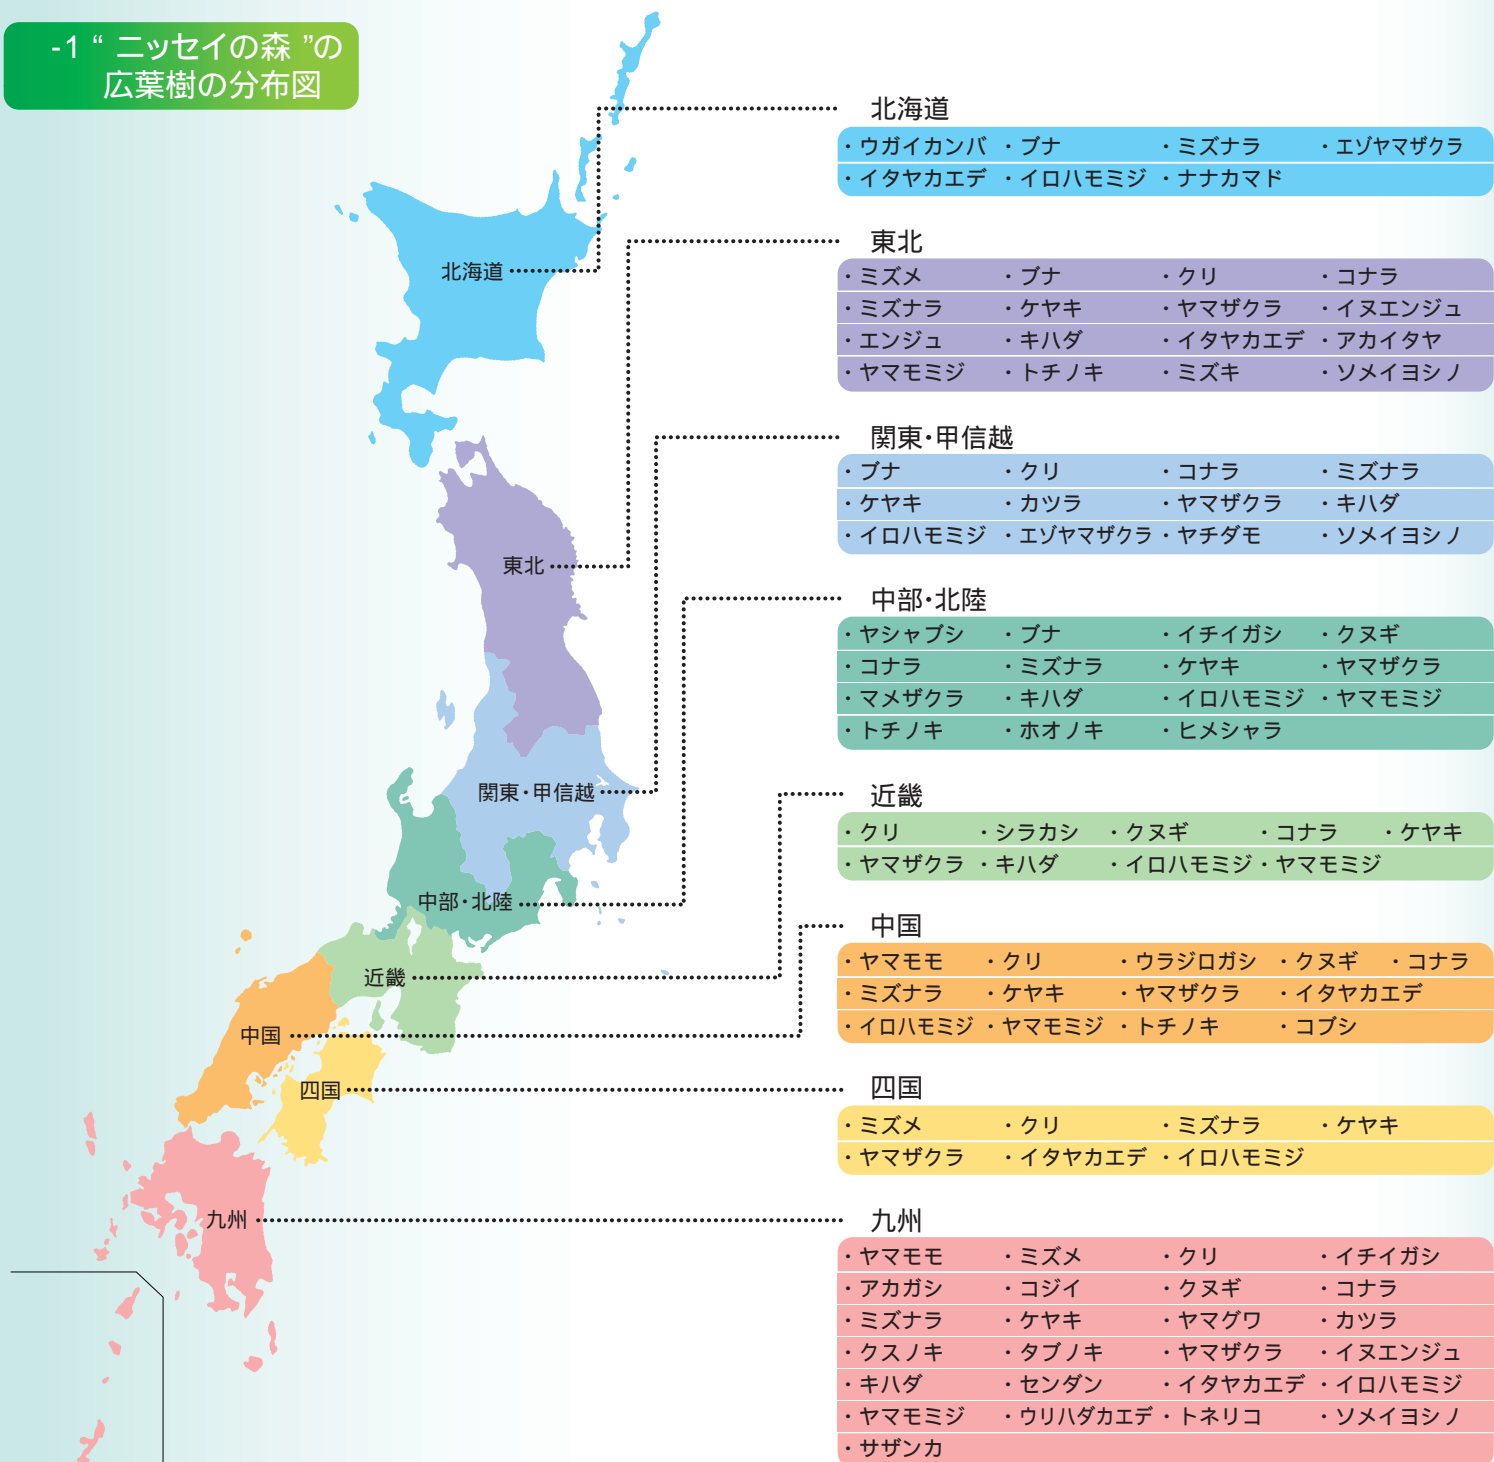 -1 “ ニッセイの森 ”の
広葉樹の分布図
北海道
・ウガイカンバ ・ブナ ・ミズナラ ・エゾヤマザクラ
・イタヤカエデ ・イロハモミジ ・ナナカマド
東北
・ミズメ ・ブナ ・クリ ・コナラ
・ミズナラ ・ケヤキ ・ヤマザクラ ・イヌエンジュ
・エンジュ ・キハダ ・イタヤカエデ ・アカイタヤ
・ヤマモミジ ・トチノキ ・ミズキ ・ソメイヨシノ
関東・甲信越
・ブナ ・クリ ・コナラ ・ミズナラ
・ケヤキ ・カツラ ・ヤマザクラ ・キハダ
・イロハモミジ ・エゾヤマザクラ ・ヤチダモ ・ソメイヨシノ
中部・北陸
・ヤシャブシ ・ブナ ・イチイガシ ・クヌギ
・コナラ ・ミズナラ ・ケヤキ ・ヤマザクラ
・マメザクラ ・キハダ ・イロハモミジ ・ヤマモミジ
・トチノキ ・ホオノキ ・ヒメシャラ
近畿
・クリ ・シラカシ ・クヌギ ・コナラ ・ケヤキ
・ヤマザクラ ・キハダ ・イロハモミジ ・ヤマモミジ
中国
・ヤマモモ ・クリ ・ウラジロガシ ・クヌギ ・コナラ
・ミズナラ ・ケヤキ ・ヤマザクラ ・イタヤカエデ
・イロハモミジ ・ヤマモミジ ・トチノキ ・コブシ
四国
・ミズメ ・クリ ・ミズナラ ・ケヤキ
・ヤマザクラ ・イタヤカエデ ・イロハモミジ
九州
・ヤマモモ ・ミズメ ・クリ ・イチイガシ
・アカガシ ・コジイ ・クヌギ ・コナラ
・ミズナラ ・ケヤキ ・ヤマグワ ・カツラ
・クスノキ ・タブノキ ・ヤマザクラ ・イヌエンジュ
・キハダ ・センダン ・イタヤカエデ ・イロハモミジ
・ヤマモミジ ・ウリハダカエデ ・トネリコ ・ソメイヨシノ
・サザンカ
北海道
東北
関東・甲信越
中部・北陸
近畿
中国
四国
九州